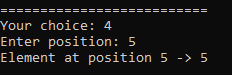 ==========================
Your choice: 4
Enter position: 5
Element at position 5 -> 5